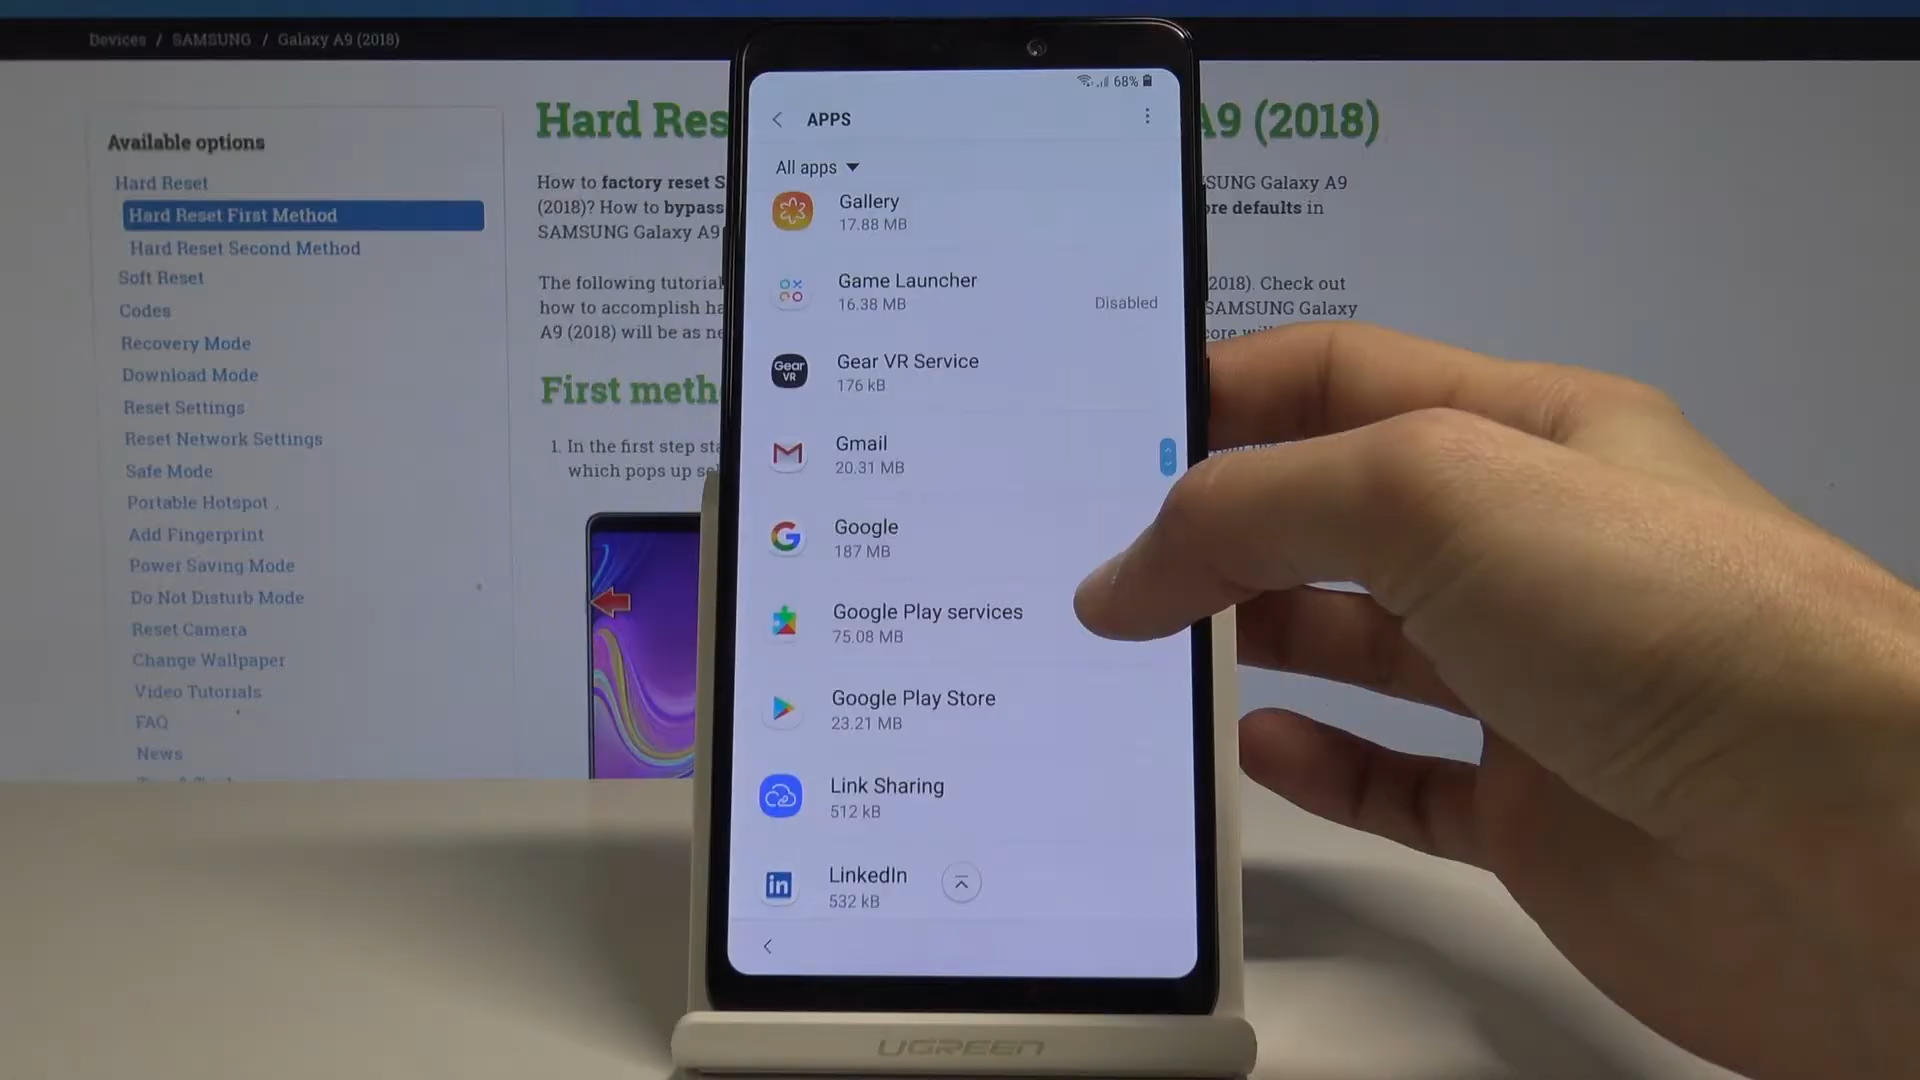 Devices / SAMSUNG / Galaxy A9 (2018)
Available options
Hard Reset
Hard Reset First Method
Hard Reset Second Method
Soft Reset
Codes
Recovery Mode
Download Mode
Reset Settings
Reset Network Settings
Safe Mode
Portable Hotspot
Add Fingerprint
Power Saving Mode
Do Not Disturb Mode
Reset Camera
Change Wallpaper
Video Tutorials
FAQ
News
Hard Res
A9 (2018)
How to factory reset S
SUNG Galaxy A9
(2018)? How to bypass
ore defaults in
SAMSUNG Galaxy A9
The following tutorial
2018). Check out
how to accomplish ha
SAMSUNG Galaxy
A9 (2018) will be as ne
core will
First meth
1. In the first step sta
which pops up sel
68%
APPS
All apps
Gallery
17.88 MB
Game Launcher
16.38 MB
Disabled
Gear VR
Gear VR Service
176 kB
Gmail
20.31 MB
Google
187 MB
Google Play services
75.08 MB
Google Play Store
23.21 MB
Link Sharing
512 kB
in
LinkedIn
532 kB
UGREEN